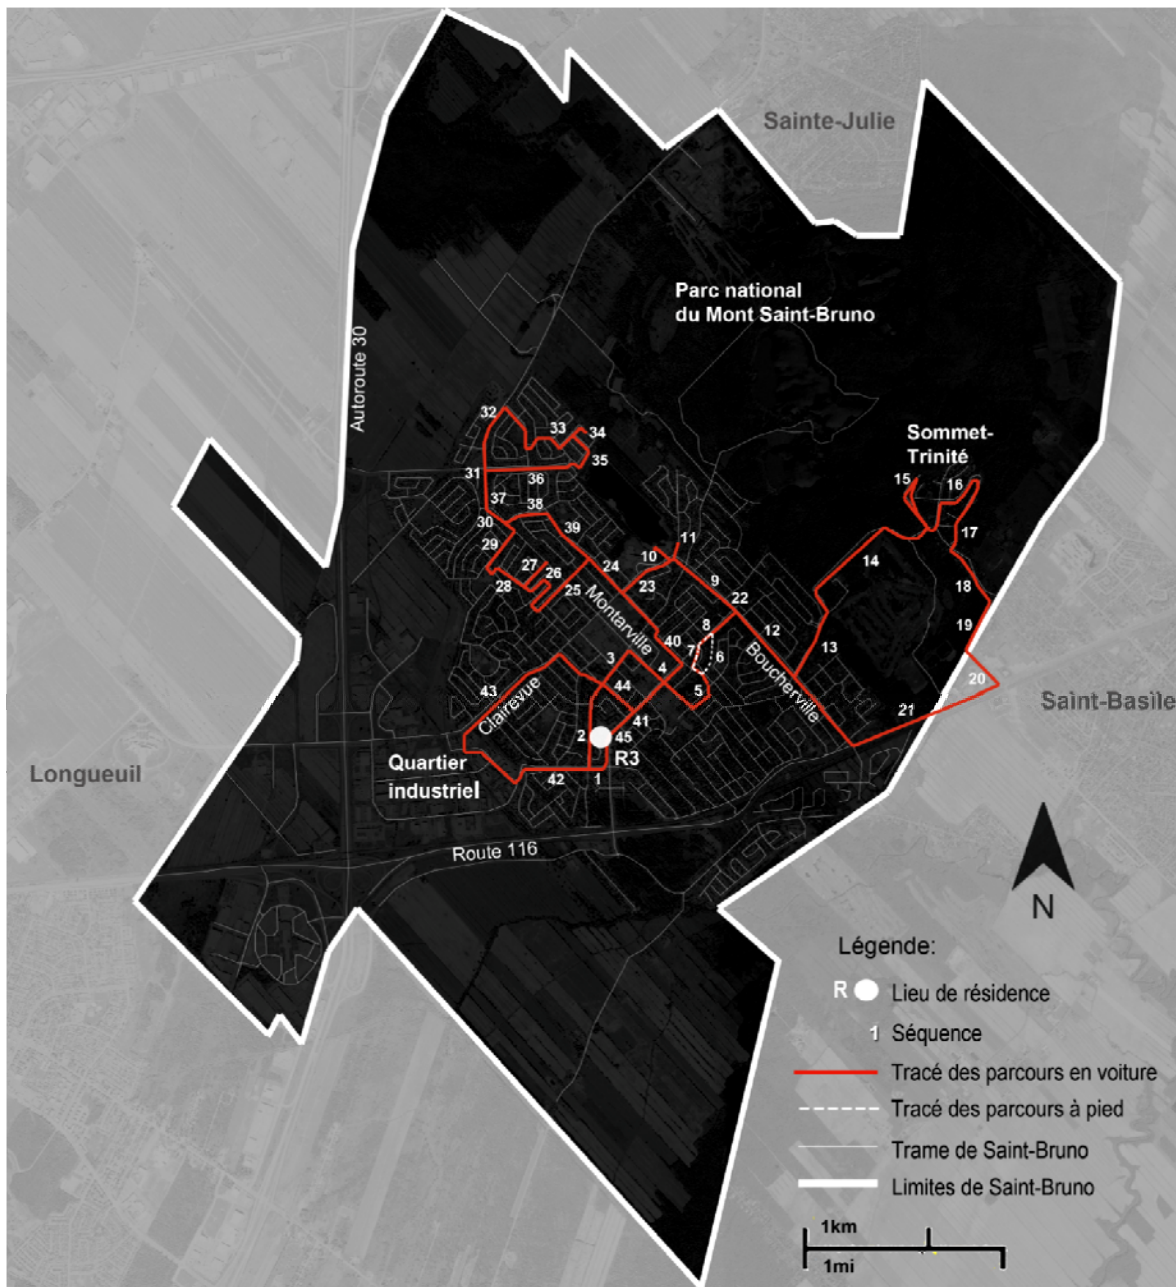 Sainte-Julie
Parc national
du Mont Saint-Bruno
Autoroute 30
32
33
34
35
31
36
37
38
30
39
29
27
26
28
25
24
10
11
23
9
22
Sommet-
Trinité
15
16
17
14
18
19
20
21
13
12
8
7
6
Montarville
40
4
5
3
44
Boucherville
43
Clairevue
41
2
45
R3
1
42
Quartier
industriel
Longueuil
Saint-Basile
Route 116
N
Légende:
R Lieu de résidence
1 Séquence
Tracé des parcours en voiture
Tracé des parcours à pied
Trame de Saint-Bruno
Limites de Saint-Bruno
1km
1mi